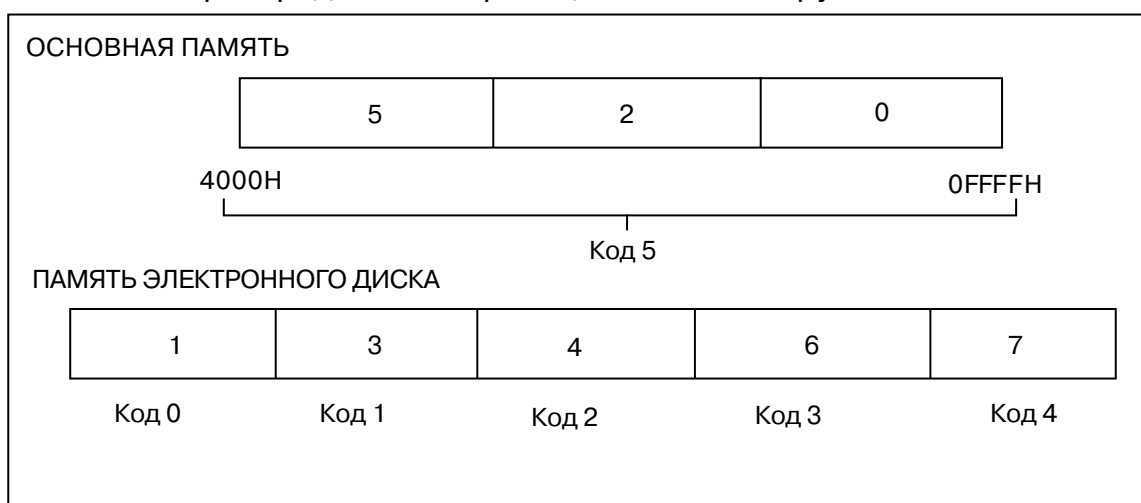 ОСНОВНАЯ ПАМЯТЬ
5 2 0
4000H 0FFFFH
Код 5
ПАМЯТЬ ЭЛЕКТРОННОГО ДИСКА
1 3 4 6 7
Код 0 Код 1 Код 2 Код 3 Код 4